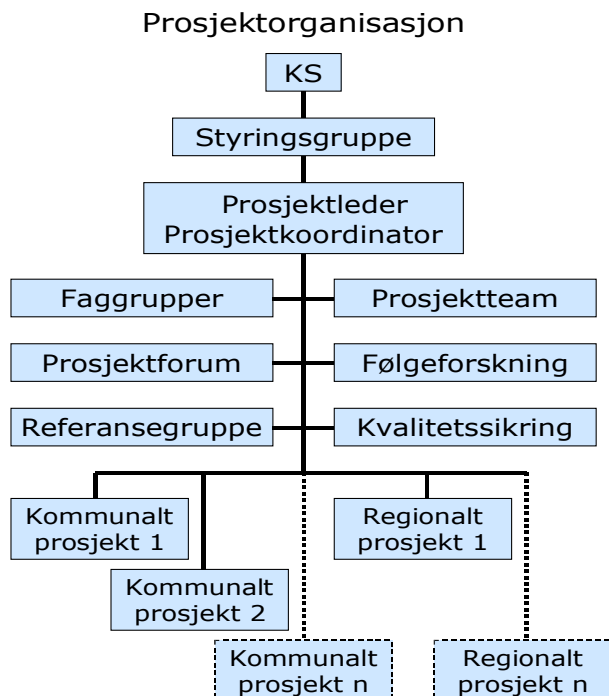 Prosjektorganisasjon
KS
Styringsgruppe
Prosjektleder
Prosjektkoordinator
Faggrupper
Prosjektteam
Prosjektforum
Følgeforskning
Referansegruppe
Kvalitetssikring
Kommunalt
prosjekt 1
Regionalt
prosjekt 1
Kommunalt
prosjekt 2
Kommunalt
prosjekt n
Regionalt
prosjekt n